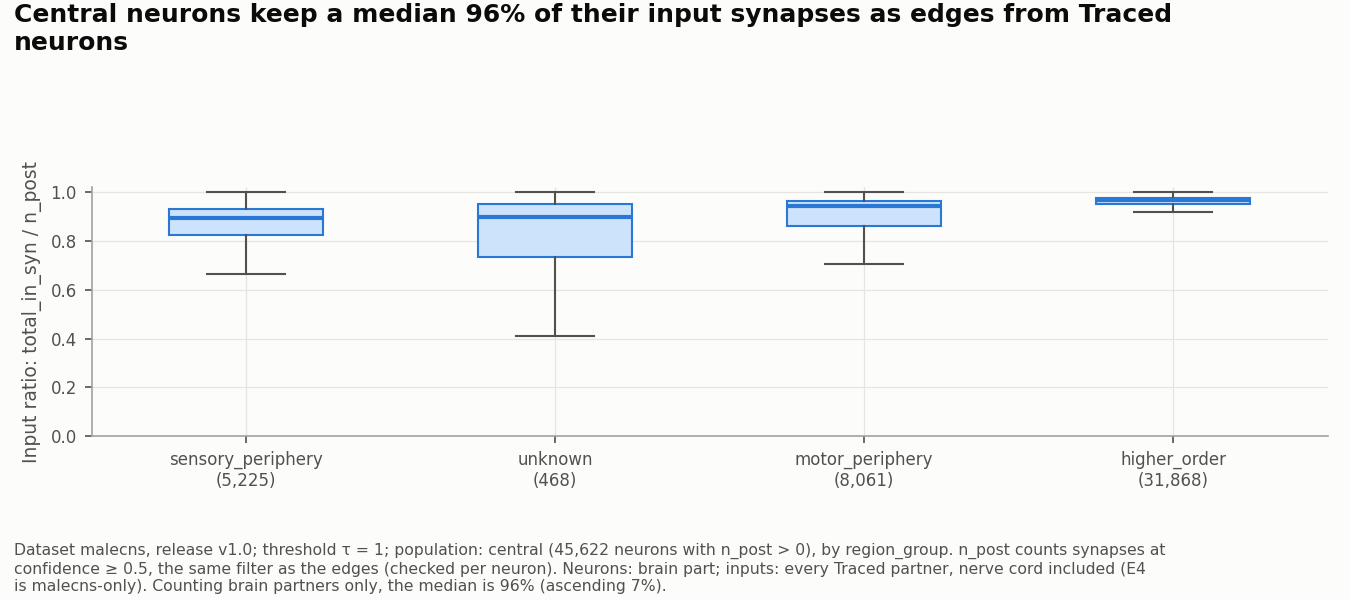 Central neurons keep a median 96% of their input synapses as edges from Traced
neurons
Input ratio: total_in_syn / n_post
1.0
0.8
0.6
0.4
0.2
0.0
sensory_periphery
(5,225)
unknown
(468)
motor_periphery
(8,061)
higher_order
(31,868)
Dataset malecns, release v1.0; threshold τ = 1; population: central (45,622 neurons with n_post > 0), by region_group. n_post counts synapses at
confidence ≥ 0.5, the same filter as the edges (checked per neuron). Neurons: brain part; inputs: every Traced partner, nerve cord included (E4
is malecns-only). Counting brain partners only, the median is 96% (ascending 7%).